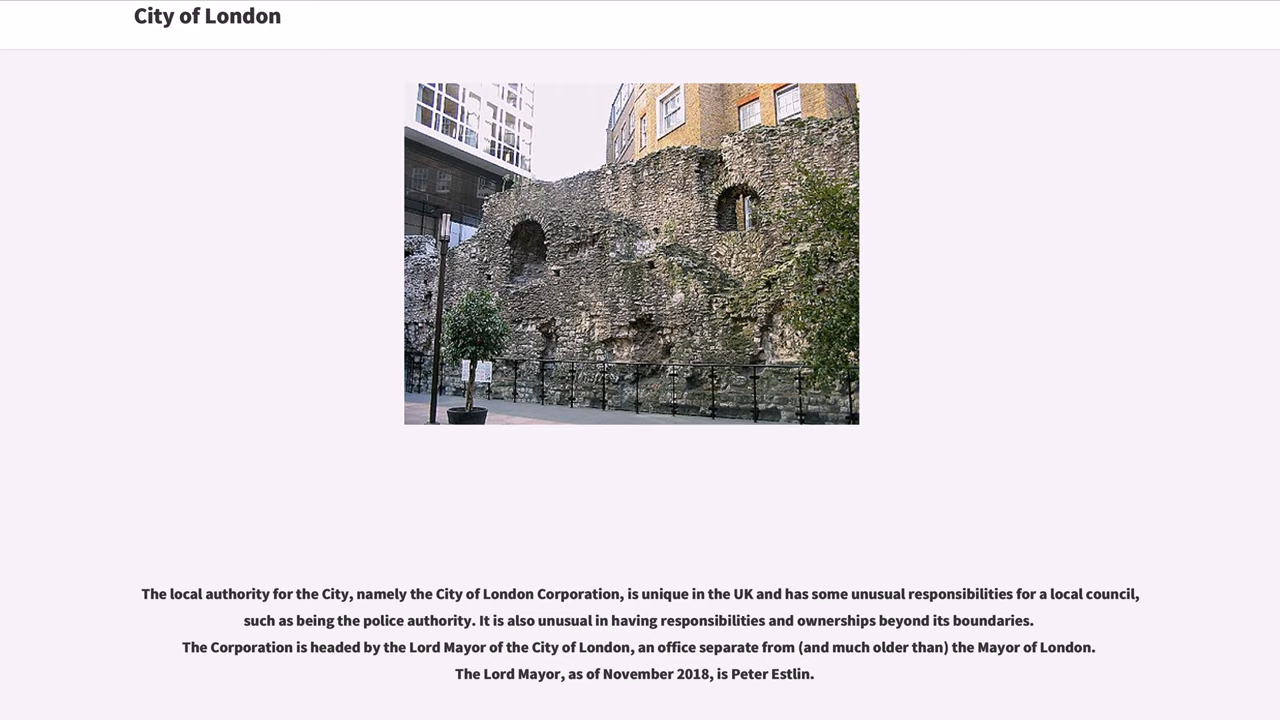 City of London
The local authority for the City, namely the City of London Corporation, is unique in the UK and has some unusual responsibilities for a local council,
such as being the police authority. It is also unusual in having responsibilities and ownerships beyond its boundaries.
The Corporation is headed by the Lord Mayor of the City of London, an office separate from (and much older than) the Mayor of London.
The Lord Mayor, as of November 2018, is Peter Estlin.